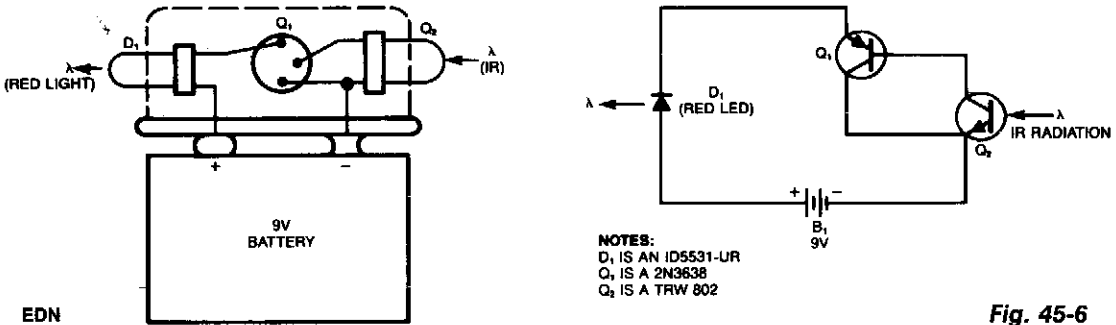 D₁
Q₁
Q₂
λ
(RED LIGHT)
λ
(IR)
+
−
9V
BATTERY
EDN
Q₁
D₁
(RED LED)
λ
λ
IR RADIATION
Q₂
+
−
B₁
9V
NOTES:
D₁ IS AN ID5531-UR
Q₁ IS A 2N3638
Q₂ IS A TRW 802
Fig. 45-6